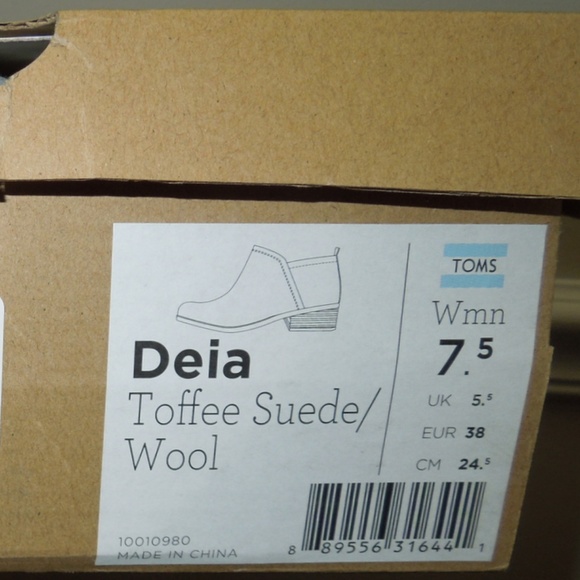 TOMS
Wmn
7.5
UK 5.5
EUR 38
CM 24.5
Deia
Toffee Suede/
Wool
10010980
MADE IN CHINA
8 89556 31644 1